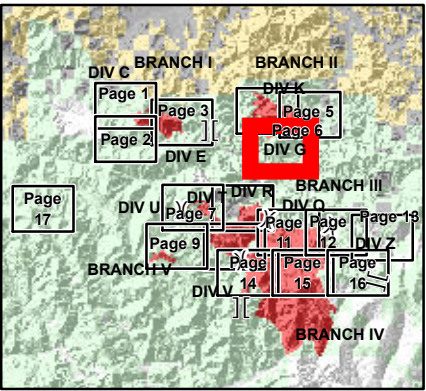 BRANCH I
BRANCH II
DIV C
DIV K
Page 1
Page 3
Page 5
Page 6
Page 2
DIV G
DIV E
BRANCH III
DIV R
Page
17
DIV U
Page 7
DIV O
Page 13
Page
11
Page
12
Page 9
DIV Z
BRANCH V
Page
14
Page
15
Page
16
DIV V
BRANCH IV